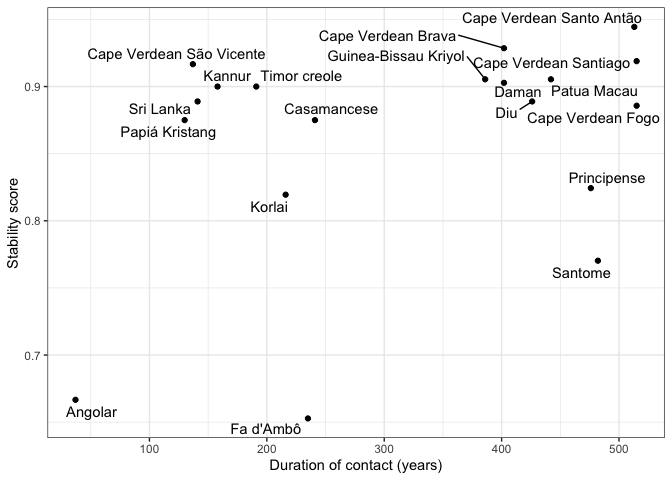 Cape Verdean Santo Antão
Cape Verdean Brava
Cape Verdean São Vicente
Guinea-Bissau Kriyol
Cape Verdean Santiago
Kannur
Timor creole
0.9
Daman
Patua Macau
Sri Lanka
Casamancese
Diu
Cape Verdean Fogo
Papiá Kristang
Principense
Korlai
0.8
Stability score
Santome
0.7
Angolar
Fa d'Ambô
100
200
300
400
500
Duration of contact (years)